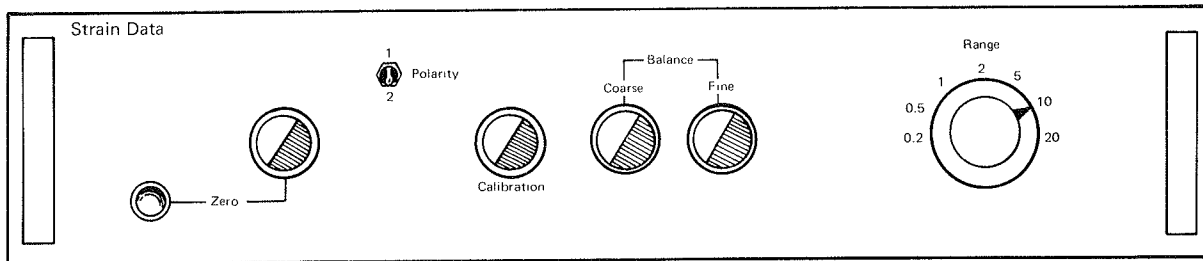 Strain Data
1
Polarity
2
Zero
Calibration
Balance
Coarse
Fine
Range
0.2
0.5
1
2
5
10
20